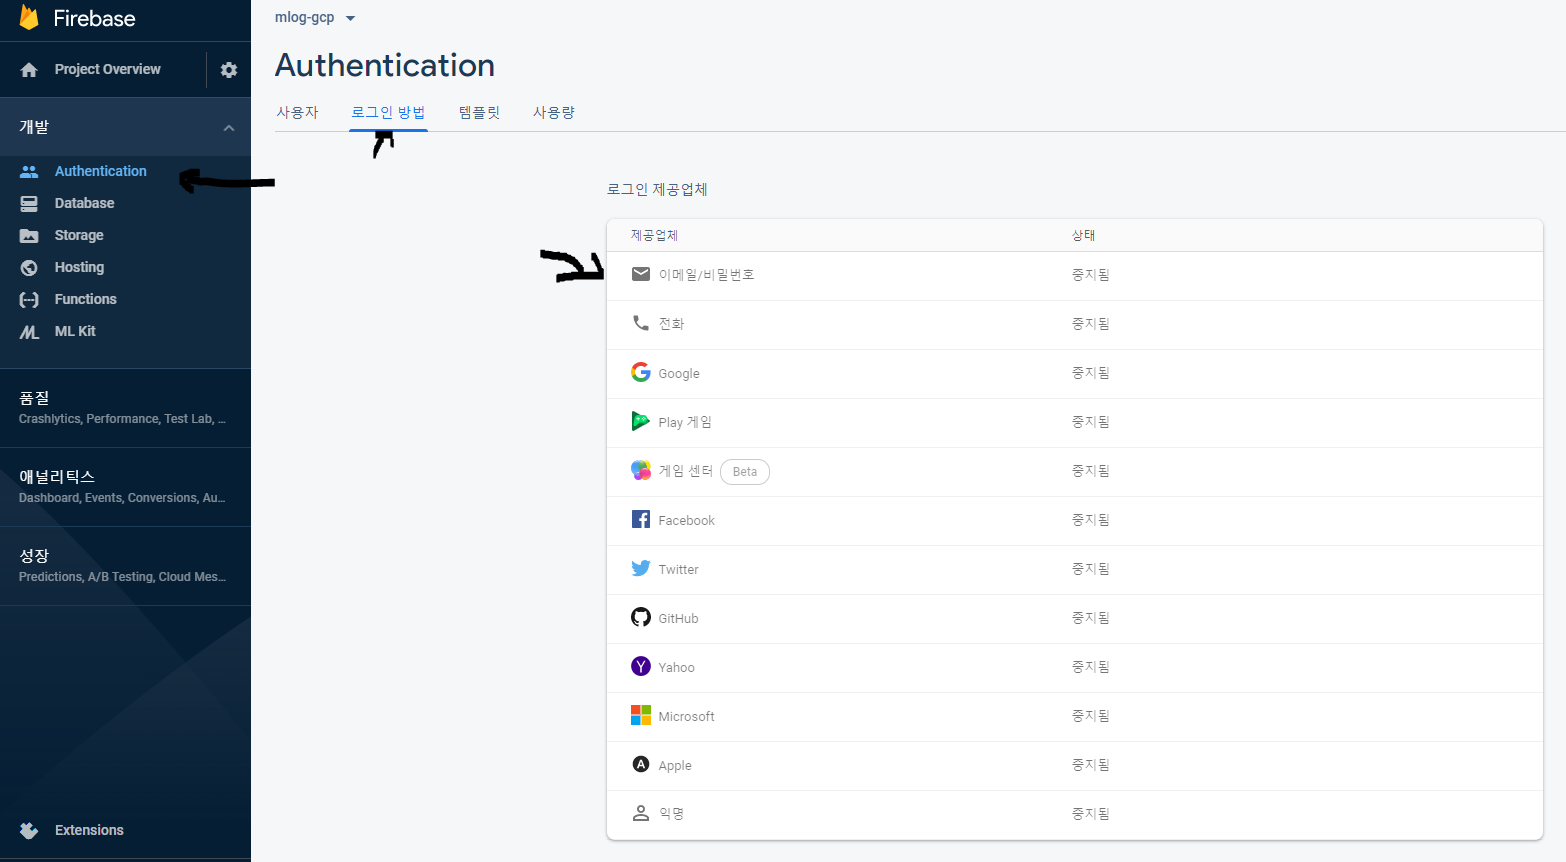 Firebase
Project Overview
개발
Authentication
Database
Storage
Hosting
Functions
ML Kit
품질
Crashlytics, Performance, Test Lab, ...
애널리틱스
Dashboard, Events, Conversions, Au...
성장
Predictions, A/B Testing, Cloud Mes...
Extensions
mlog-gcp
Authentication
사용자 로그인 방법 템플릿 사용량
로그인 제공업체
제공업체 상태
이메일/비밀번호 중지됨
전화 중지됨
Google 중지됨
Play 게임 중지됨
게임 센터 Beta 중지됨
Facebook 중지됨
Twitter 중지됨
GitHub 중지됨
Yahoo 중지됨
Microsoft 중지됨
Apple 중지됨
익명 중지됨